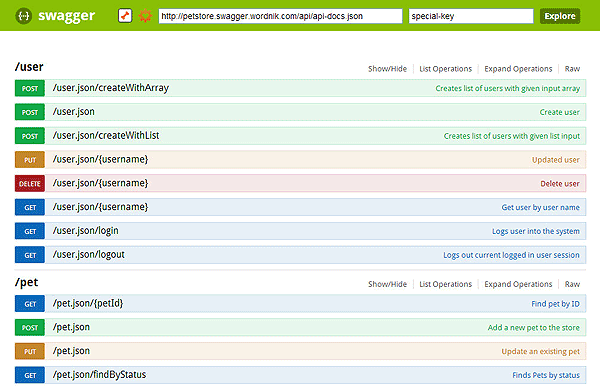 swagger http://petstore.swagger.wordnik.com/api/api-docs.json special-key Explore
/user Show/Hide List Operations Expand Operations Raw
POST /user.json/createWithArray Creates list of users with given input array
POST /user.json Create user
POST /user.json/createWithList Creates list of users with given list input
PUT /user.json/{username} Updated user
DELETE /user.json/{username} Delete user
GET /user.json/{username} Get user by user name
GET /user.json/login Logs user into the system
GET /user.json/logout Logs out current logged in user session
/pet Show/Hide List Operations Expand Operations Raw
GET /pet.json/{petId} Find pet by ID
POST /pet.json Add a new pet to the store
PUT /pet.json Update an existing pet
GET /pet.json/findByStatus Finds Pets by status